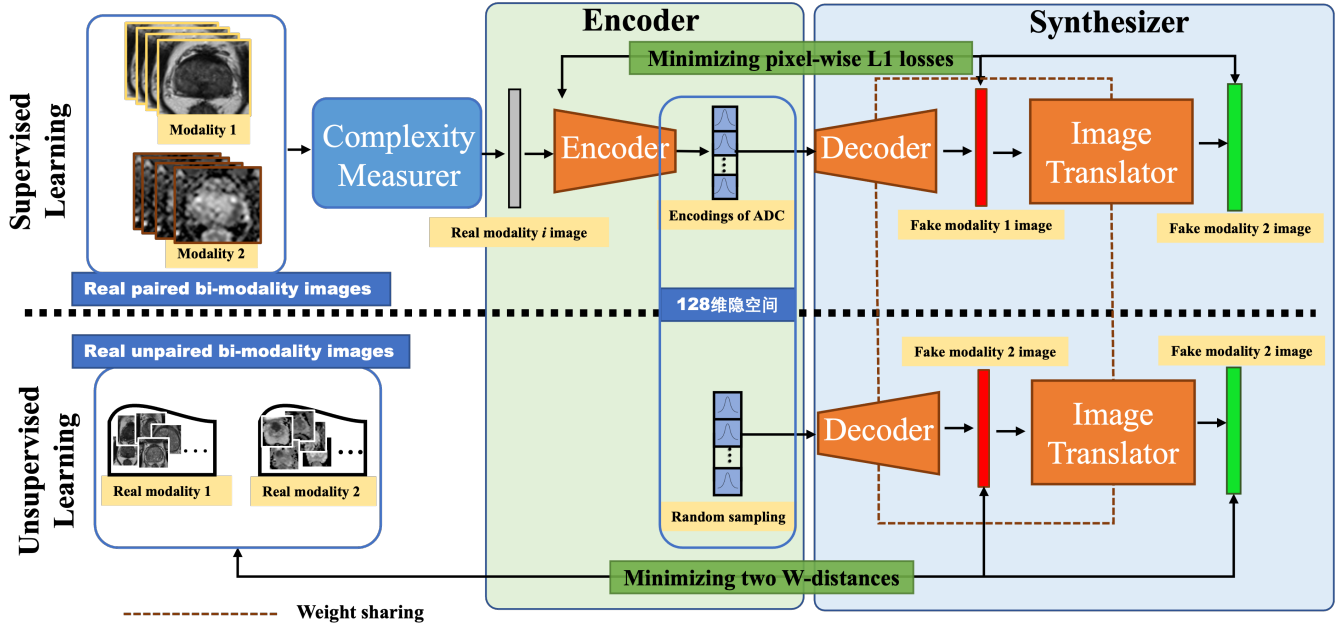 Encoder
Synthesizer
Minimizing pixel-wise L1 losses
Supervised
Learning
Modality 1
Modality 2
Real paired bi-modality images
Complexity
Measurer
Real modality i image
Encoder
Encodings of ADC
Decoder
Fake modality 1 image
Image
Translator
Fake modality 2 image
128维隐空间
Unsupervised
Learning
Real unpaired bi-modality images
Real modality 1
Real modality 2
Random sampling
Decoder
Fake modality 2 image
Image
Translator
Fake modality 2 image
Minimizing two W-distances
Weight sharing